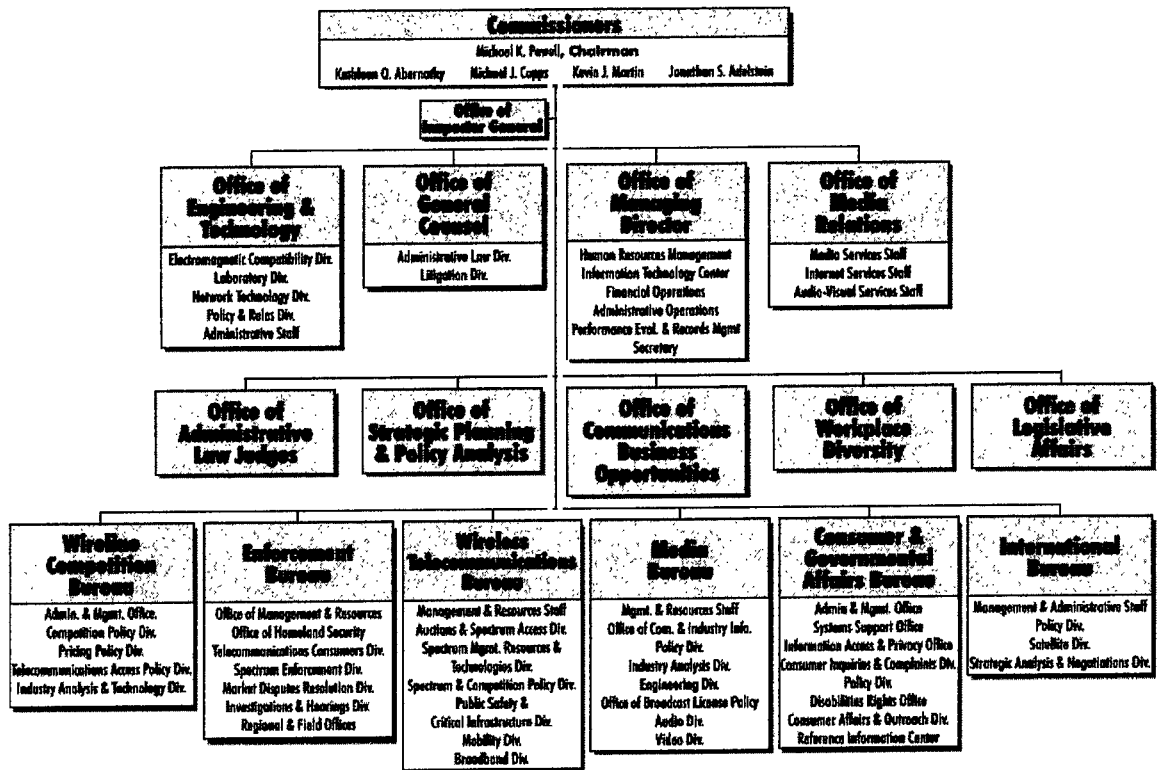 Commissioners
Michael K. Powell, Chairman
Kathleen Q. Abernathy Michael J. Copps Kevin J. Martin Jonathan S. Adelstein
Office of
Inspector General
Office of
Engineering &
Technology
Electromagnetic Compatibility Div.
Laboratory Div.
Network Technology Div.
Policy & Rules Div.
Administrative Staff
Office of
General
Counsel
Administrative Law Div.
Litigation Div.
Office of
Managing
Director
Human Resources Management
Information Technology Center
Financial Operations
Administrative Operations
Performance Eval. & Records Mgmt
Secretary
Office of
Media
Relations
Media Services Staff
Internet Services Staff
Audio-Visual Services Staff
Office of
Administrative
Law Judges
Office of
Strategic Planning
& Policy Analysis
Office of
Communications
Business
Opportunities
Office of
Workplace
Diversity
Office of
Legislative
Affairs
Wireline
Competition
Bureau
Admin. & Mgmt. Office.
Competition Policy Div.
Pricing Policy Div.
Telecommunications Access Policy Div.
Industry Analysis & Technology Div.
Enforcement
Bureau
Office of Management & Resources
Office of Homeland Security
Telecommunications Consumers Div.
Spectrum Enforcement Div.
Market Disputes Resolution Div.
Investigations & Hearings Div.
Regional & Field Offices
Wireless
Telecommunications
Bureau
Management & Resources Staff
Auctions & Spectrum Access Div.
Spectrum Mgmt. Resources &
Technologies Div.
Spectrum & Competition Policy Div.
Public Safety &
Critical Infrastructure Div.
Mobility Div.
Broadband Div.
Media
Bureau
Mgmt. & Resources Staff
Office of Com. & Industry Info.
Policy Div.
Industry Analysis Div.
Engineering Div.
Office of Broadcast License Policy
Audio Div.
Video Div.
Consumer &
Governmental
Affairs Bureau
Admin & Mgmt. Office
Systems Support Office
Information Access & Privacy Office
Consumer Inquiries & Complaints Div.
Policy Div.
Disabilities Rights Office
Consumer Affairs & Outreach Div.
Reference Information Center
International
Bureau
Management & Administrative Staff
Policy Div.
Satellite Div.
Strategic Analysis & Negotiations Div.